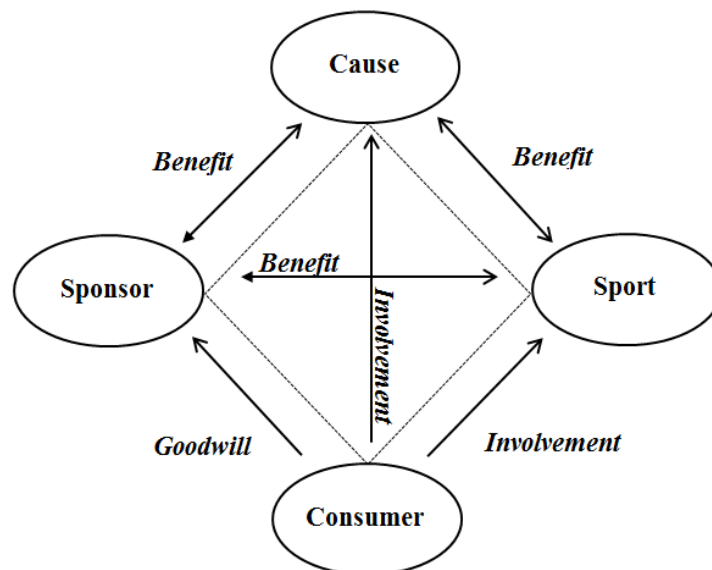 Cause
Benefit
Benefit
Sponsor
Benefit
Sport
Involvement
Goodwill
Involvement
Consumer